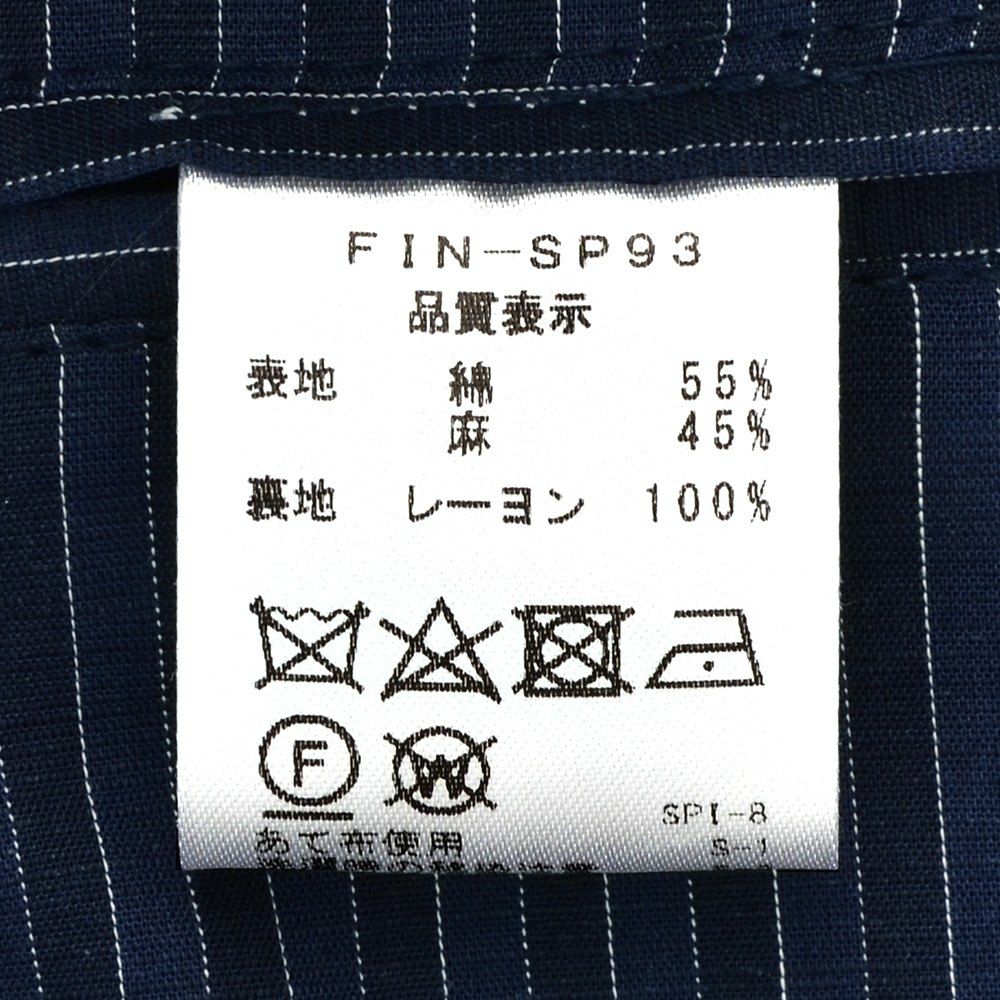 FIN-SP93
品質表示
表地 綿 55%
麻 45%
裏地 レーヨン 100%
F W
SPI-8
あて布使用 S-1